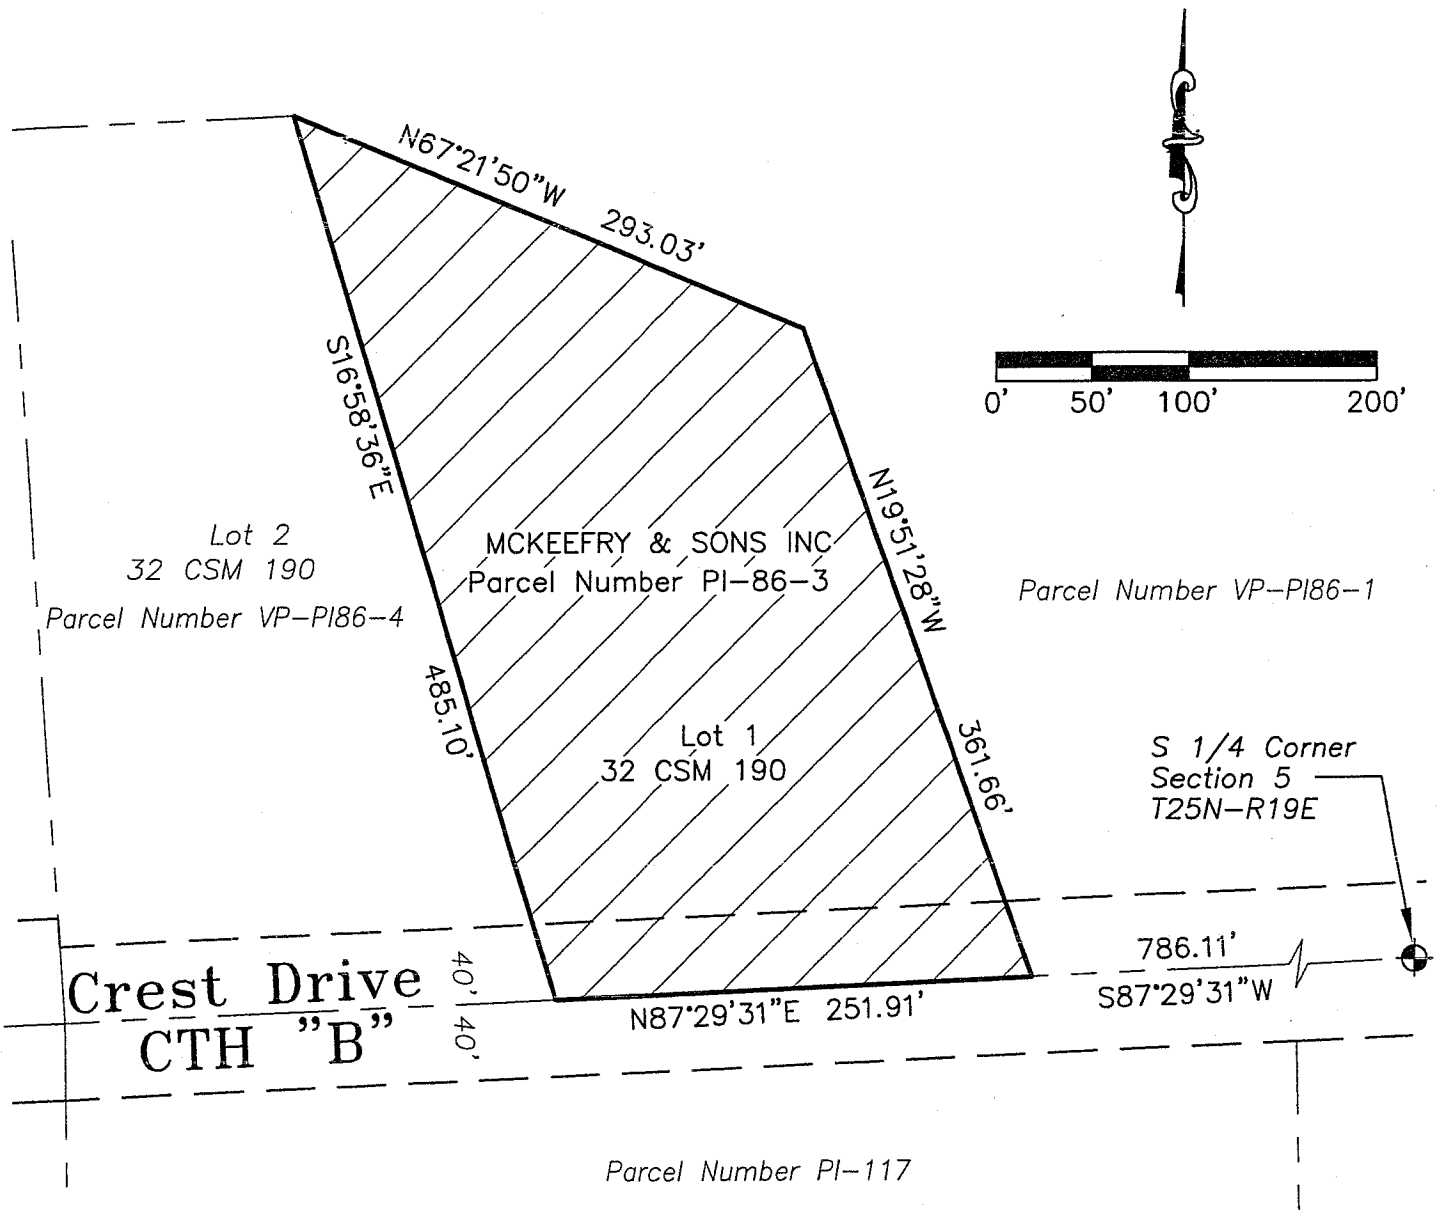 N67°21'50"W 293.03'
0' 50' 100' 200'
S16°58'36"E
485.10'
N19°51'28"W
361.66'
Lot 2
32 CSM 190
Parcel Number VP-PI86-4
MCKEEFRY & SONS INC
Parcel Number PI-86-3
Parcel Number VP-PI86-1
Lot 1
32 CSM 190
S 1/4 Corner
Section 5
T25N-R19E
786.11'
S87°29'31"W
N87°29'31"E 251.91'
Crest Drive
CTH "B"
40'
40'
Parcel Number PI-117